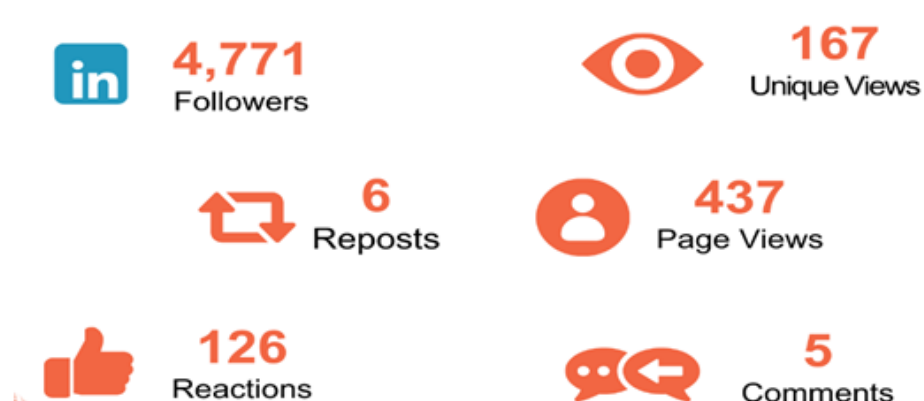 in
4,771
Followers
167
Unique Views
6
Reposts
437
Page Views
126
Reactions
5
Comments